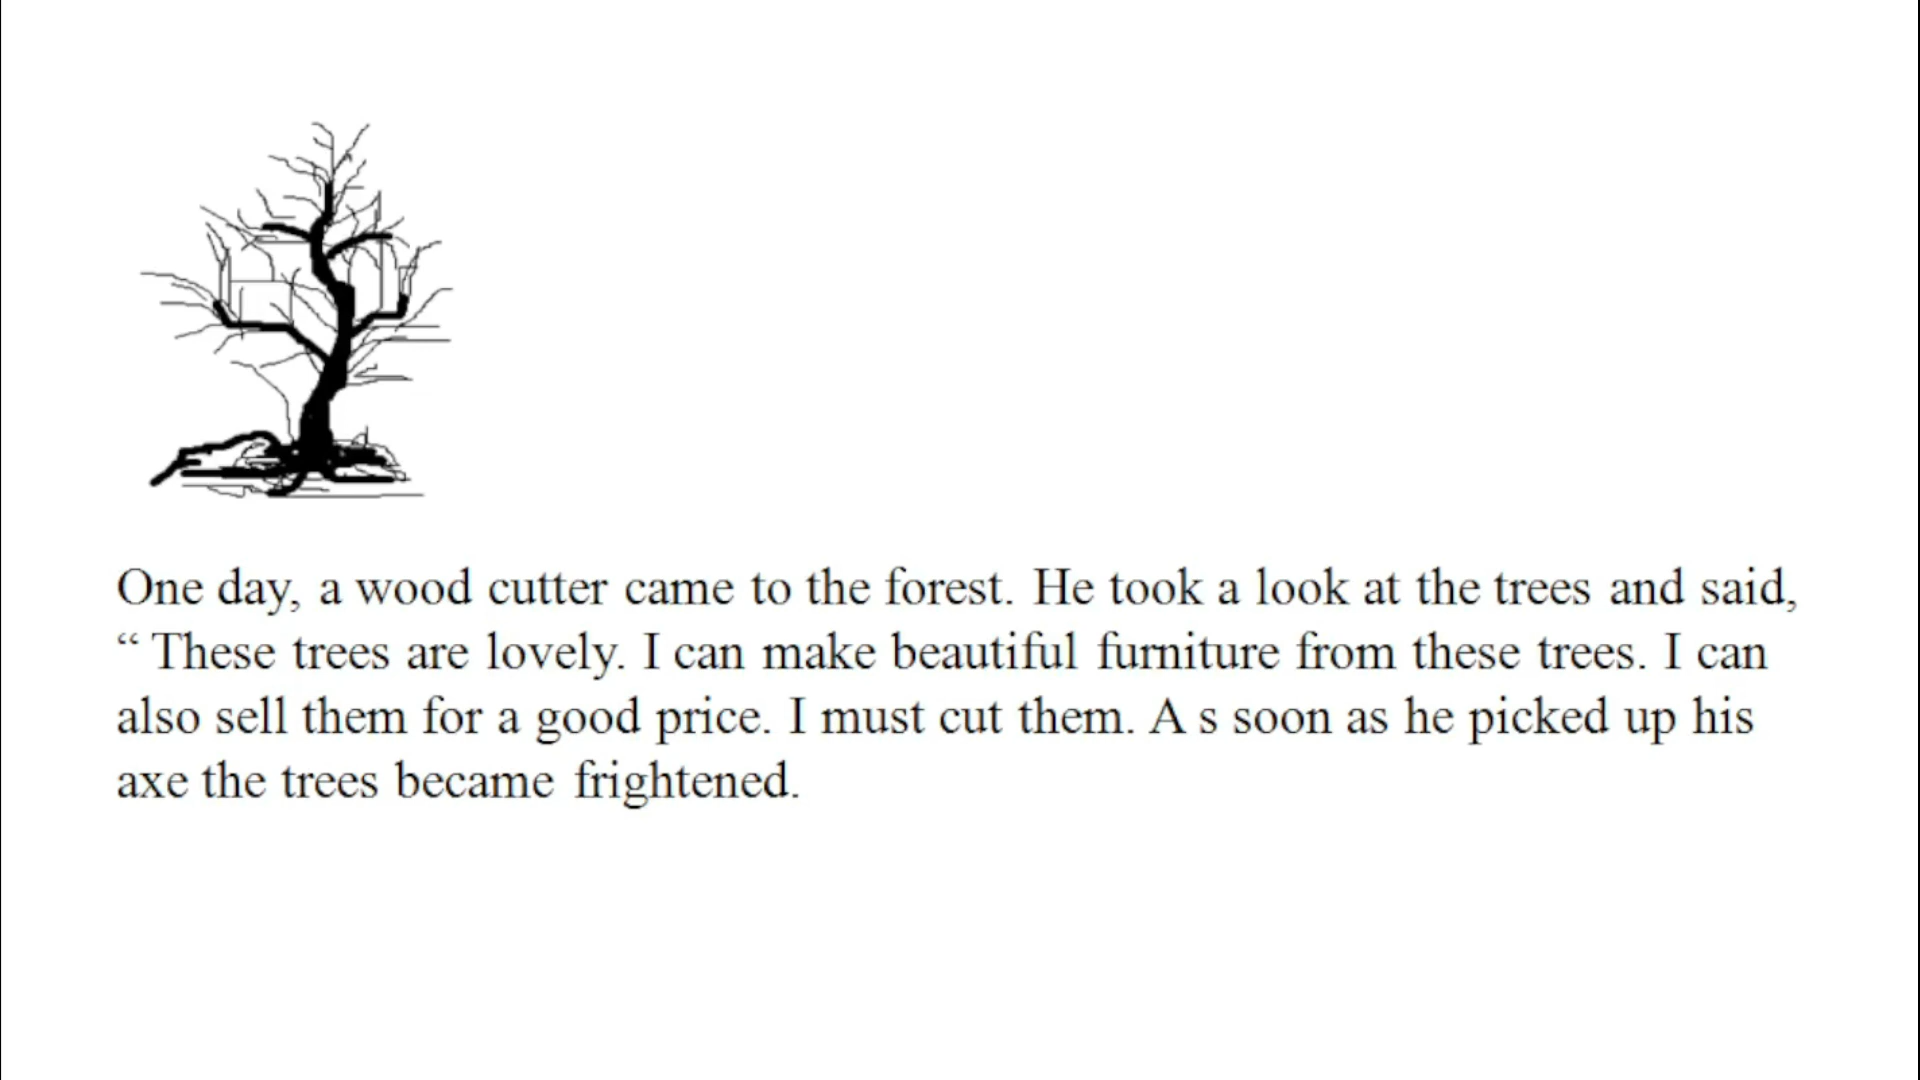 One day, a wood cutter came to the forest. He took a look at the trees and said,
“ These trees are lovely. I can make beautiful furniture from these trees. I can
also sell them for a good price. I must cut them. A s soon as he picked up his
axe the trees became frightened.